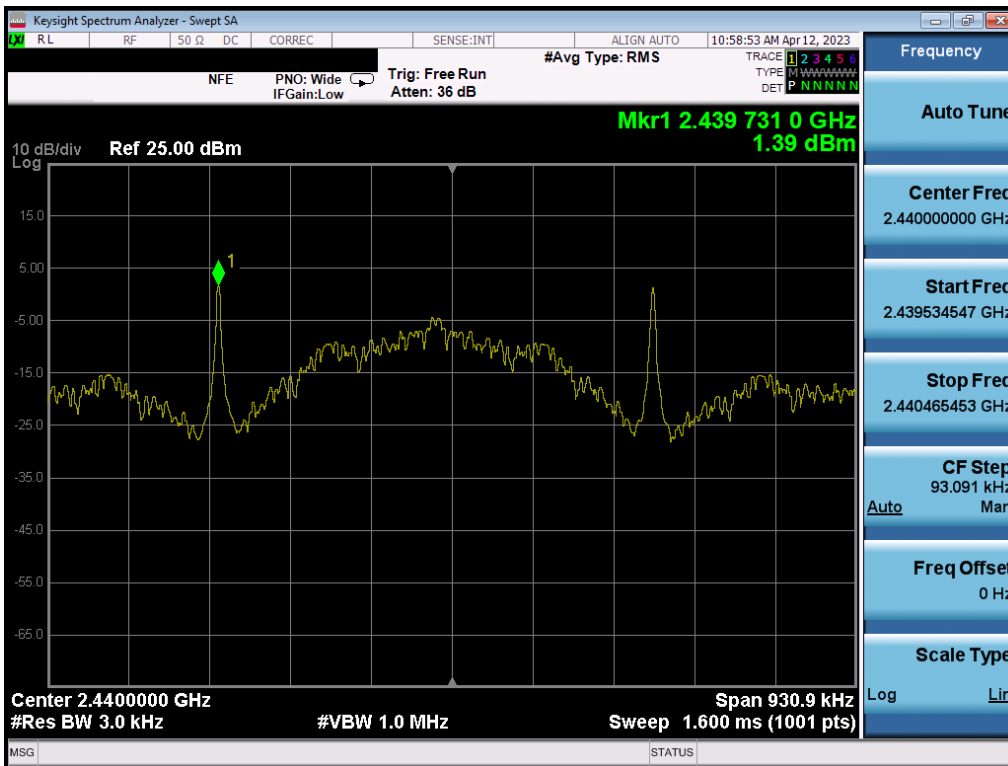 Keysight Spectrum Analyzer - Swept SA
LXI RL RF 50 Ω DC CORREC SENSE:INT ALIGN AUTO 10:58:53 AM Apr 12, 2023
#Avg Type: RMS
TRACE 1 2 3 4 5 6
NFE PNO: Wide Trig: Free Run TYPE M WWWWW
IFGain:Low Atten: 36 dB DET P N N N N N
Mkr1 2.439 731 0 GHz
1.39 dBm
10 dB/div Ref 25.00 dBm
Log
15.0
1
5.00
-5.00
-15.0
-25.0
-35.0
-45.0
-55.0
-65.0
Center 2.4400000 GHz Span 930.9 kHz
#Res BW 3.0 kHz #VBW 1.0 MHz Sweep 1.600 ms (1001 pts)
MSG STATUS
Frequency
Auto Tune
Center Freq
2.440000000 GHz
Start Freq
2.439534547 GHz
Stop Freq
2.440465453 GHz
CF Step
93.091 kHz
Auto Man
Freq Offset
0 Hz
Scale Type
Log Lin